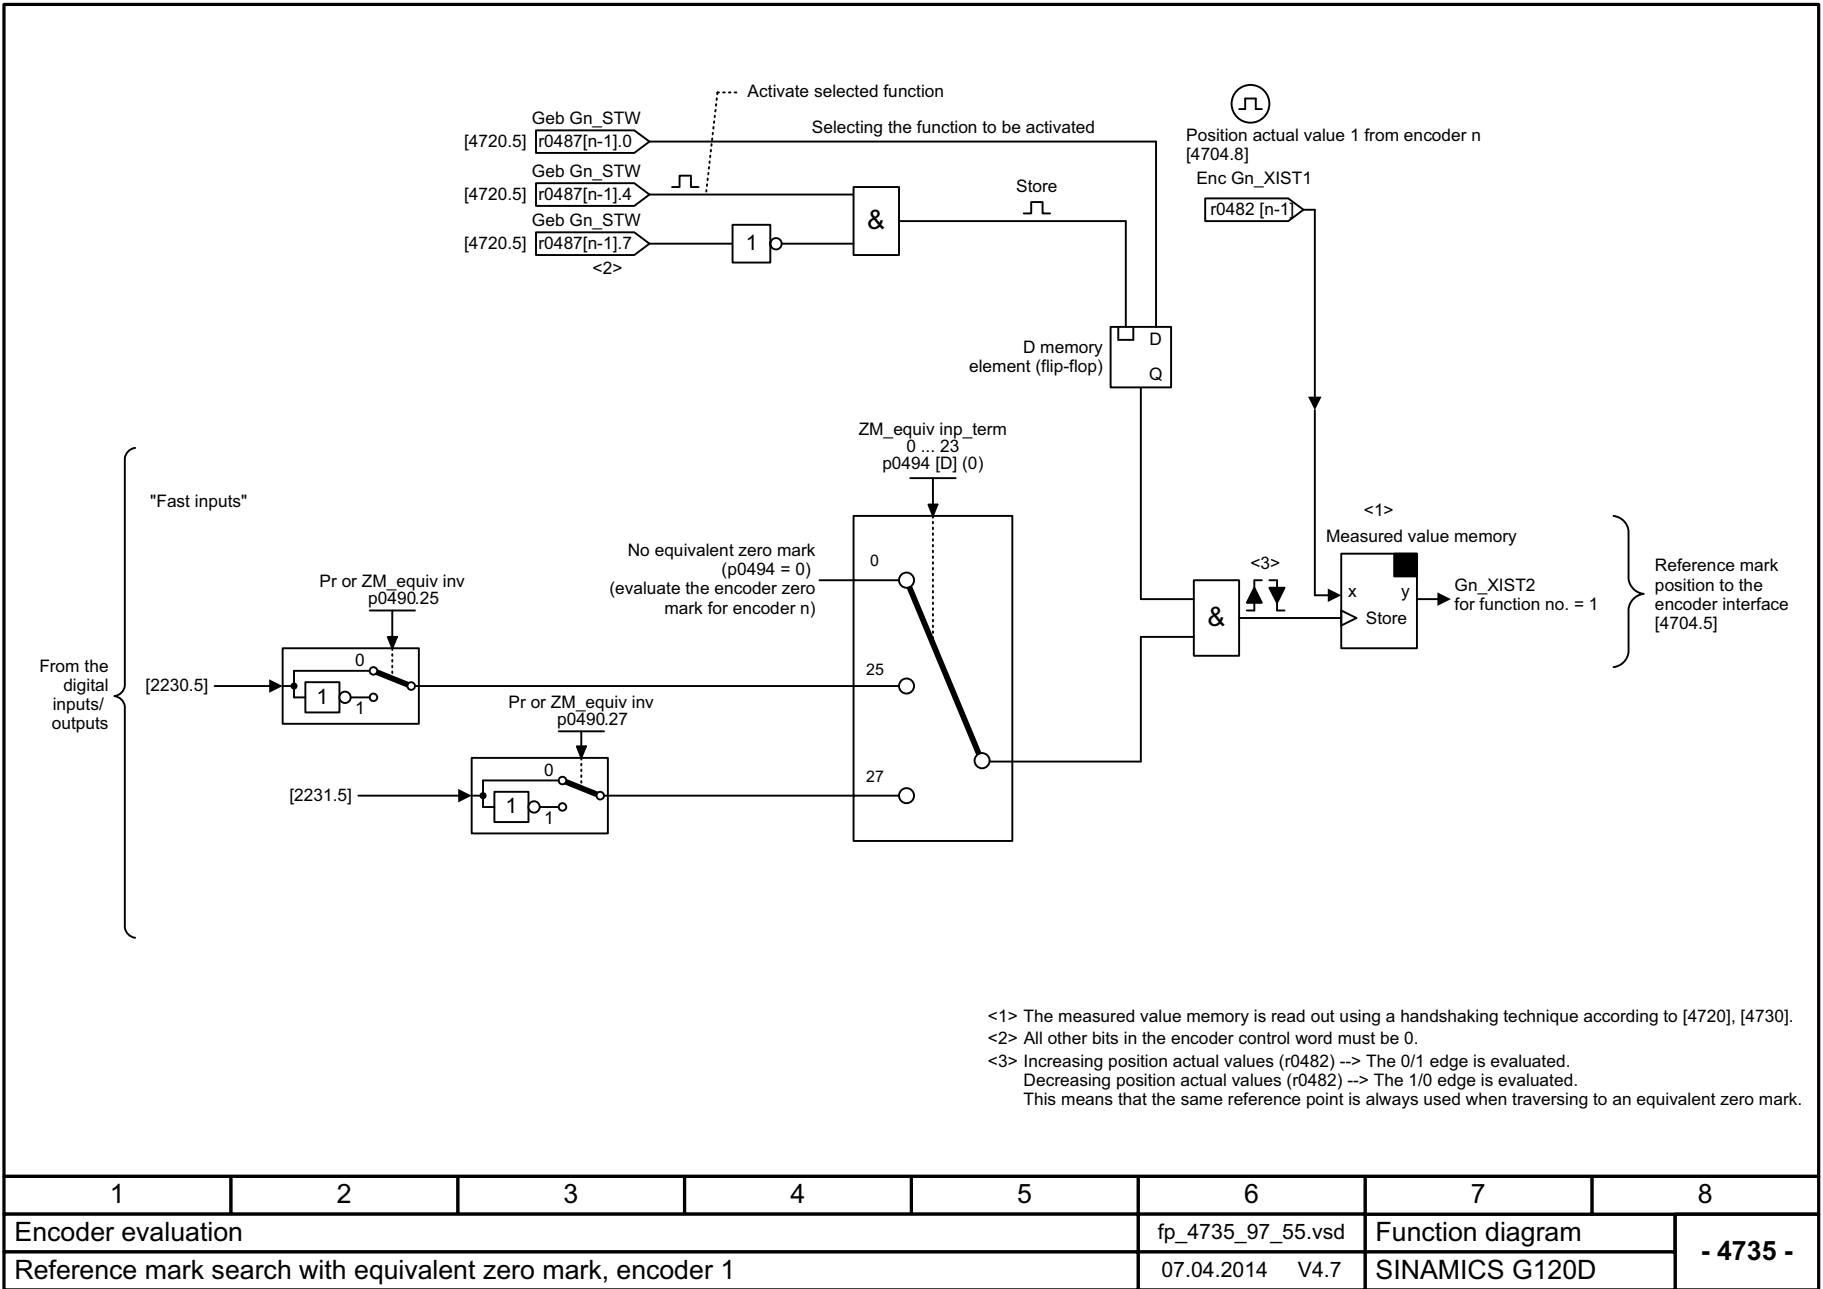 Activate selected function
Geb Gn_STW
[4720.5] r0487[n-1].0
Selecting the function to be activated
Geb Gn_STW
[4720.5] r0487[n-1].4
Geb Gn_STW
[4720.5] r0487[n-1].7
<2>
1
&
Store
Position actual value 1 from encoder n
[4704.8]
Enc Gn_XIST1
r0482 [n-1]
D memory
element (flip-flop)
D
Q
ZM_equiv inp_term
0 ... 23
p0494 [D] (0)
"Fast inputs"
No equivalent zero mark
(p0494 = 0)
(evaluate the encoder zero
mark for encoder n)
0
25
27
Pr or ZM_equiv inv
p0490.25
From the
digital
inputs/
outputs
[2230.5]
0
1
1
Pr or ZM_equiv inv
p0490.27
[2231.5]
0
1
1
&
<3>
<1>
Measured value memory
x
y
Store
Gn_XIST2
for function no. = 1
Reference mark
position to the
encoder interface
[4704.5]
<1> The measured value memory is read out using a handshaking technique according to [4720], [4730].
<2> All other bits in the encoder control word must be 0.
<3> Increasing position actual values (r0482) --> The 0/1 edge is evaluated.
Decreasing position actual values (r0482) --> The 1/0 edge is evaluated.
This means that the same reference point is always used when traversing to an equivalent zero mark.
1 2 3 4 5 6 7 8
Encoder evaluation
fp_4735_97_55.vsd
Function diagram
- 4735 -
Reference mark search with equivalent zero mark, encoder 1
07.04.2014 V4.7
SINAMICS G120D